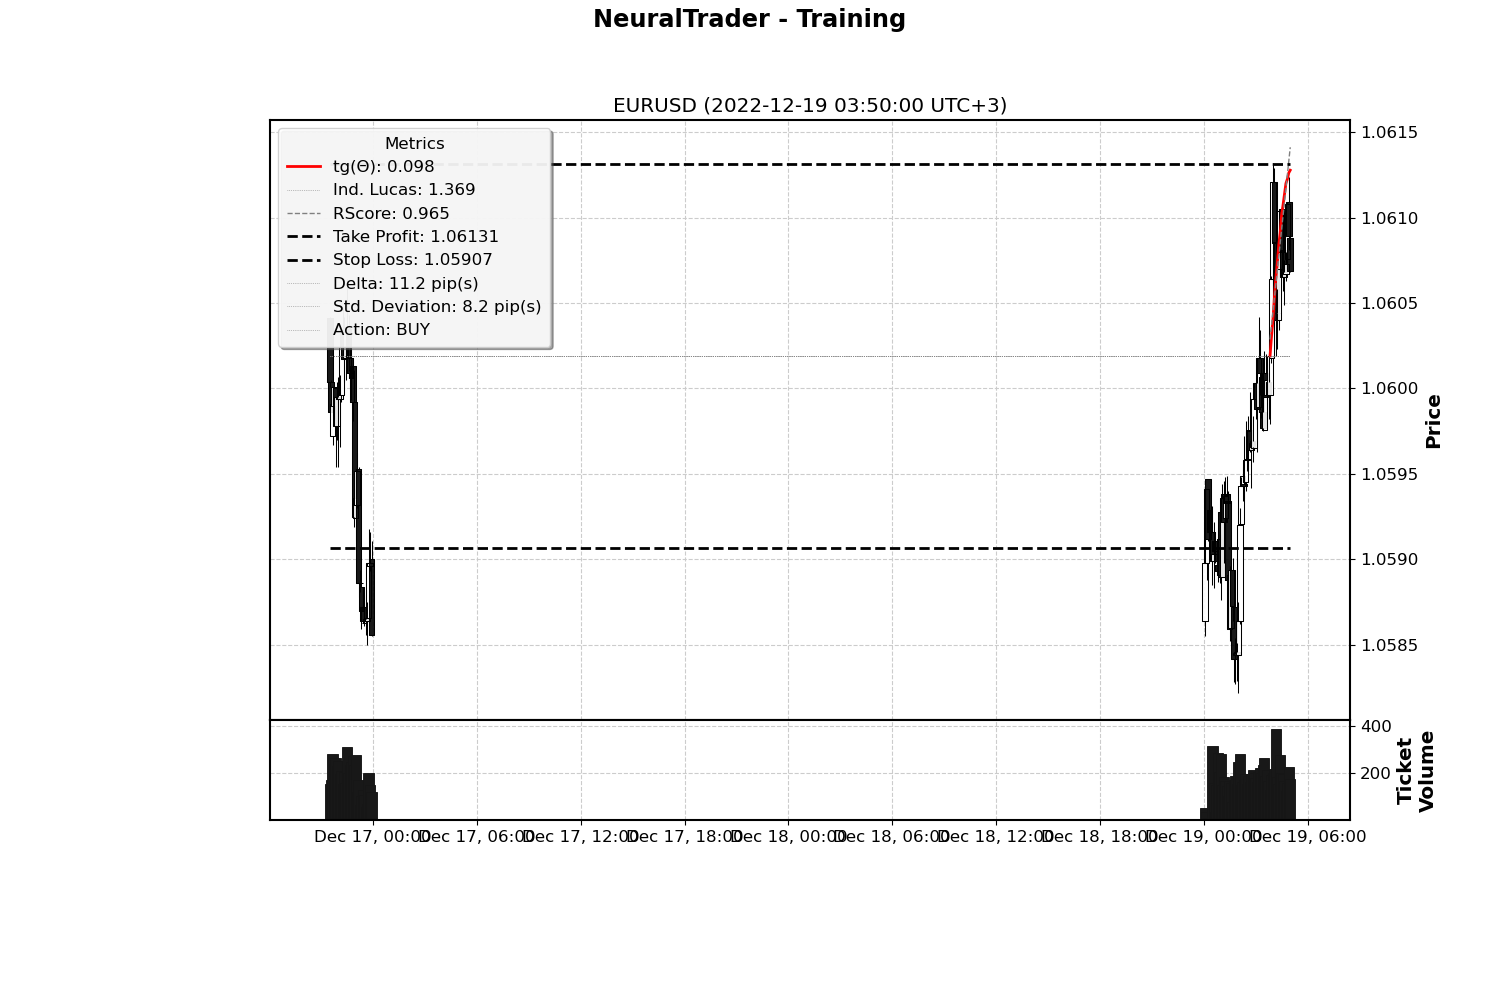 NeuralTrader - Training
EURUSD (2022-12-19 03:50:00 UTC+3)
Metrics
tg(Θ): 0.098
Ind. Lucas: 1.369
RScore: 0.965
Take Profit: 1.06131
Stop Loss: 1.05907
Delta: 11.2 pip(s)
Std. Deviation: 8.2 pip(s)
Action: BUY
1.0615
1.0610
1.0605
1.0600
1.0595
1.0590
1.0585
Price
400
200
Ticket
Volume
Dec 17, 00:00
Dec 17, 06:00
Dec 17, 12:00
Dec 17, 18:00
Dec 18, 00:00
Dec 18, 06:00
Dec 18, 12:00
Dec 18, 18:00
Dec 19, 00:00
Dec 19, 06:00